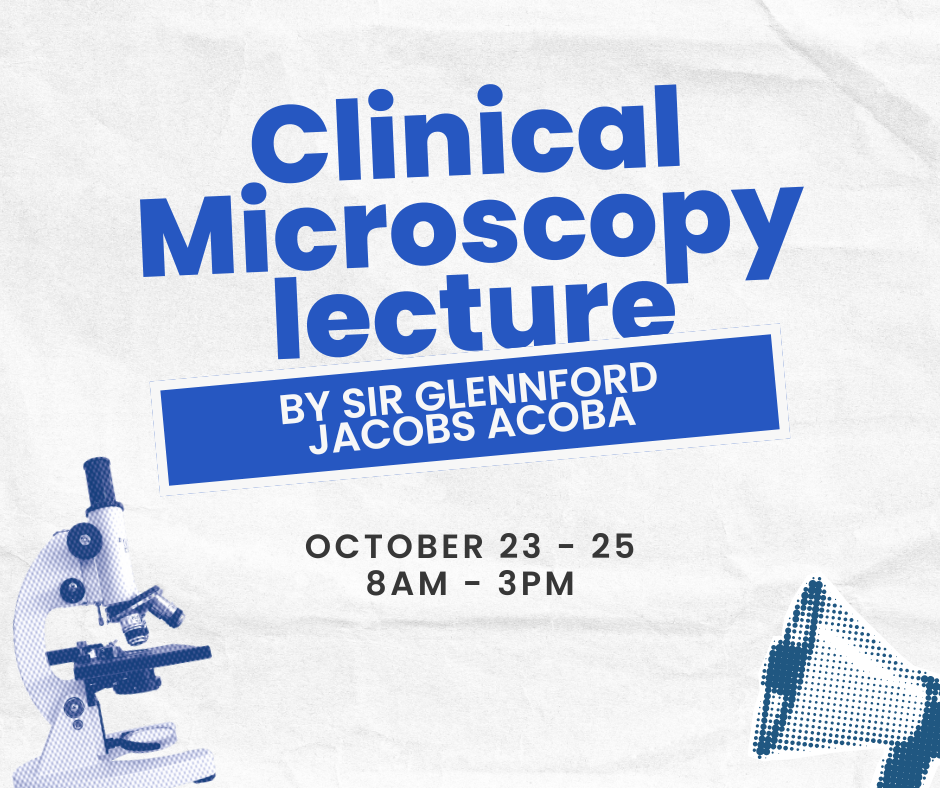 Clinical
Microscopy
lecture
BY SIR GLENNFORD
JACOBS ACOBA
OCTOBER 23 - 25
8AM - 3PM